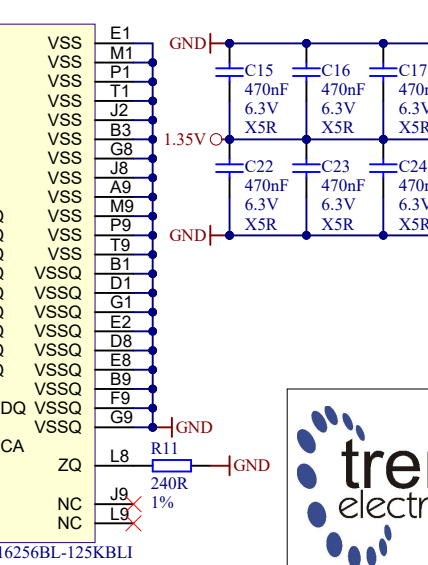 VSS E1
VSS M1
VSS P1
VSS T1
VSS J2
VSS B3
VSS G8
VSS J8
VSS A9
VSS M9
VSS P9
VSS T9
VSSQ B1
VSSQ D1
VSSQ G1
VSSQ E2
VSSQ D8
VSSQ E8
VSSQ B9
DQ VSSQ F9
VSSQ G9
GND
CA
ZQ L8
R11
240R
1%
GND
NC J9
NC L9
16256BL-125KBLI
GND
C15
470nF
6.3V
X5R
C16
470nF
6.3V
X5R
C17
6.3V
X5R
1.35V
C22
470nF
6.3V
X5R
C23
470nF
6.3V
X5R
C24
6.3V
X5R
GND